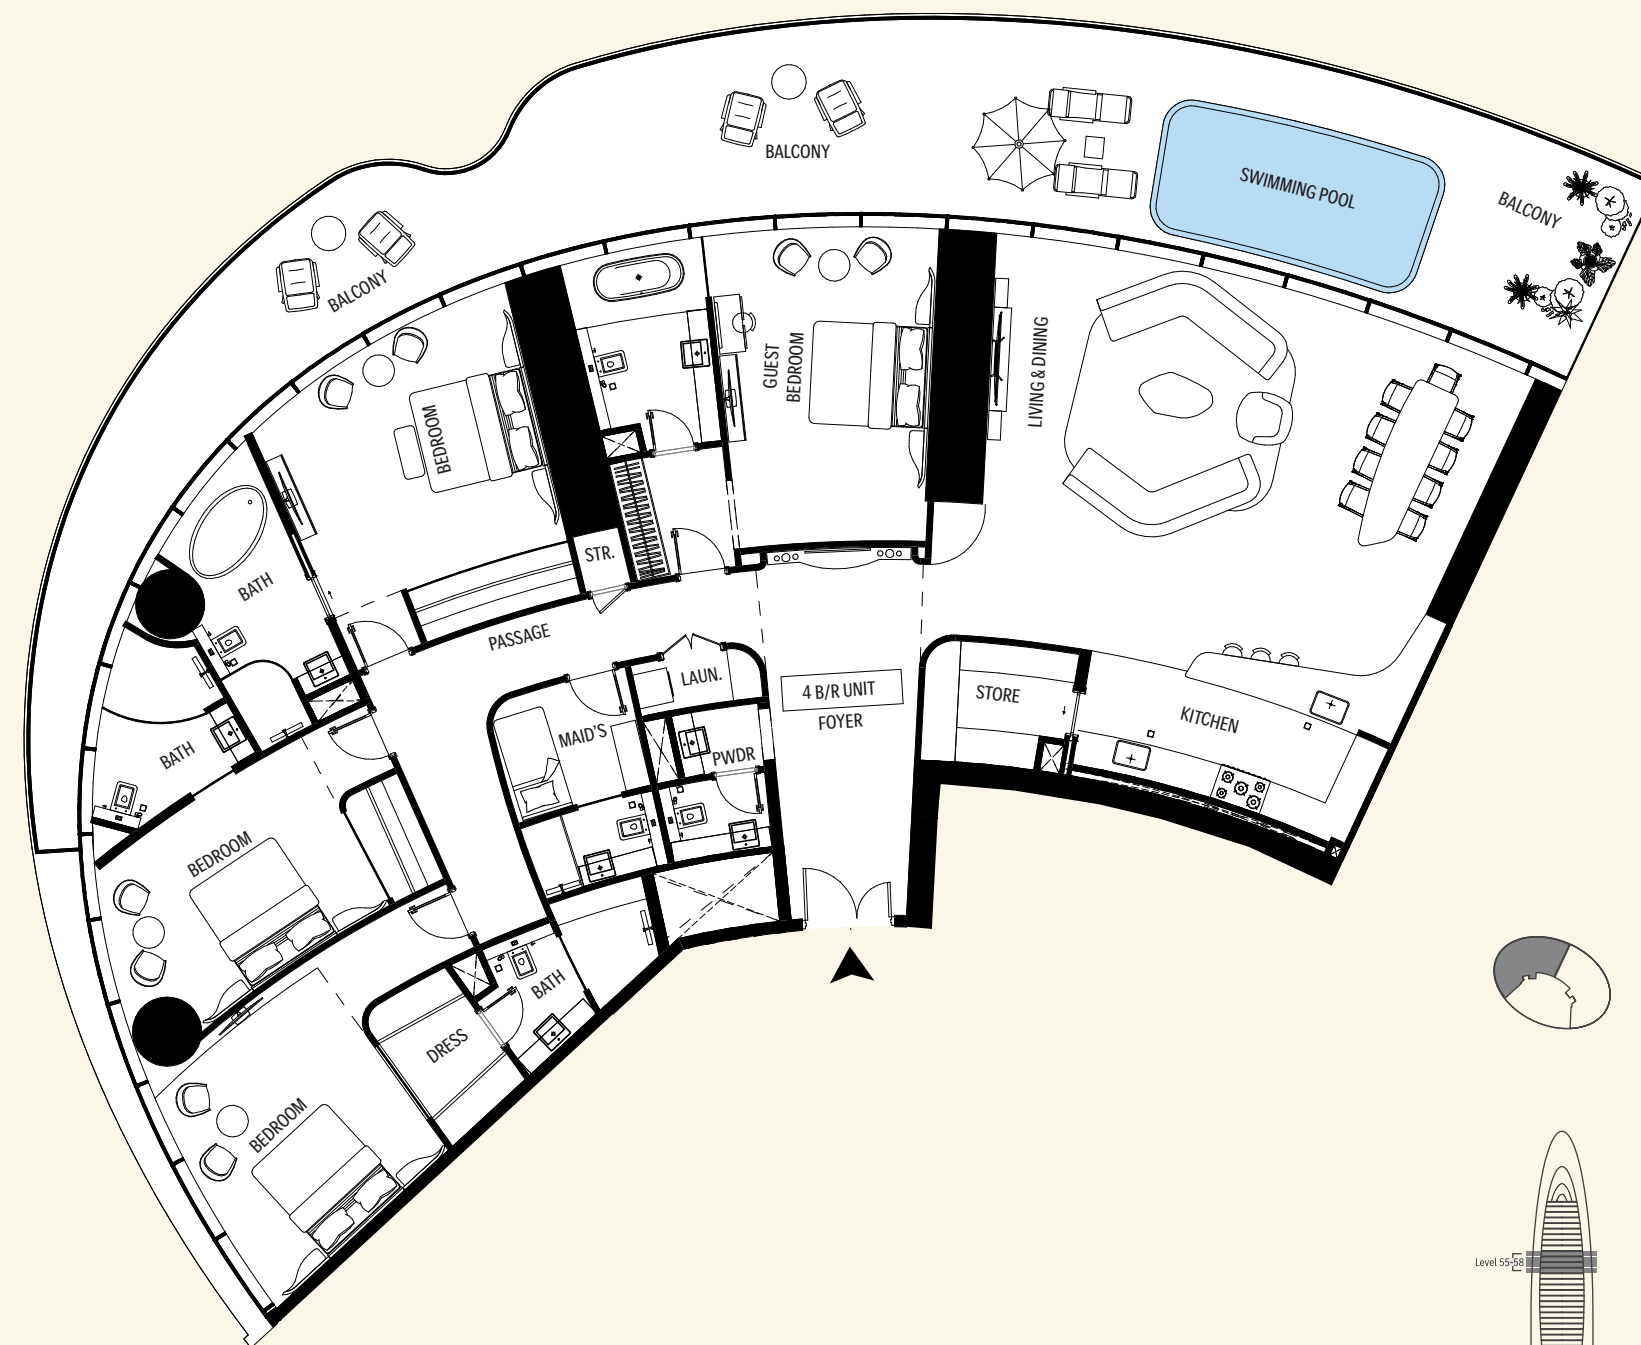 BALCONY
SWIMMING POOL
BALCONY
BALCONY
GUEST
BEDROOM
LIVING & DINING
BEDROOM
STR.
BATH
PASSAGE
LAUN.
4 B/R UNIT
FOYER
STORE
KITCHEN
MAID'S
PWDR
BATH
BEDROOM
BATH
DRESS
BEDROOM
Level 55-58